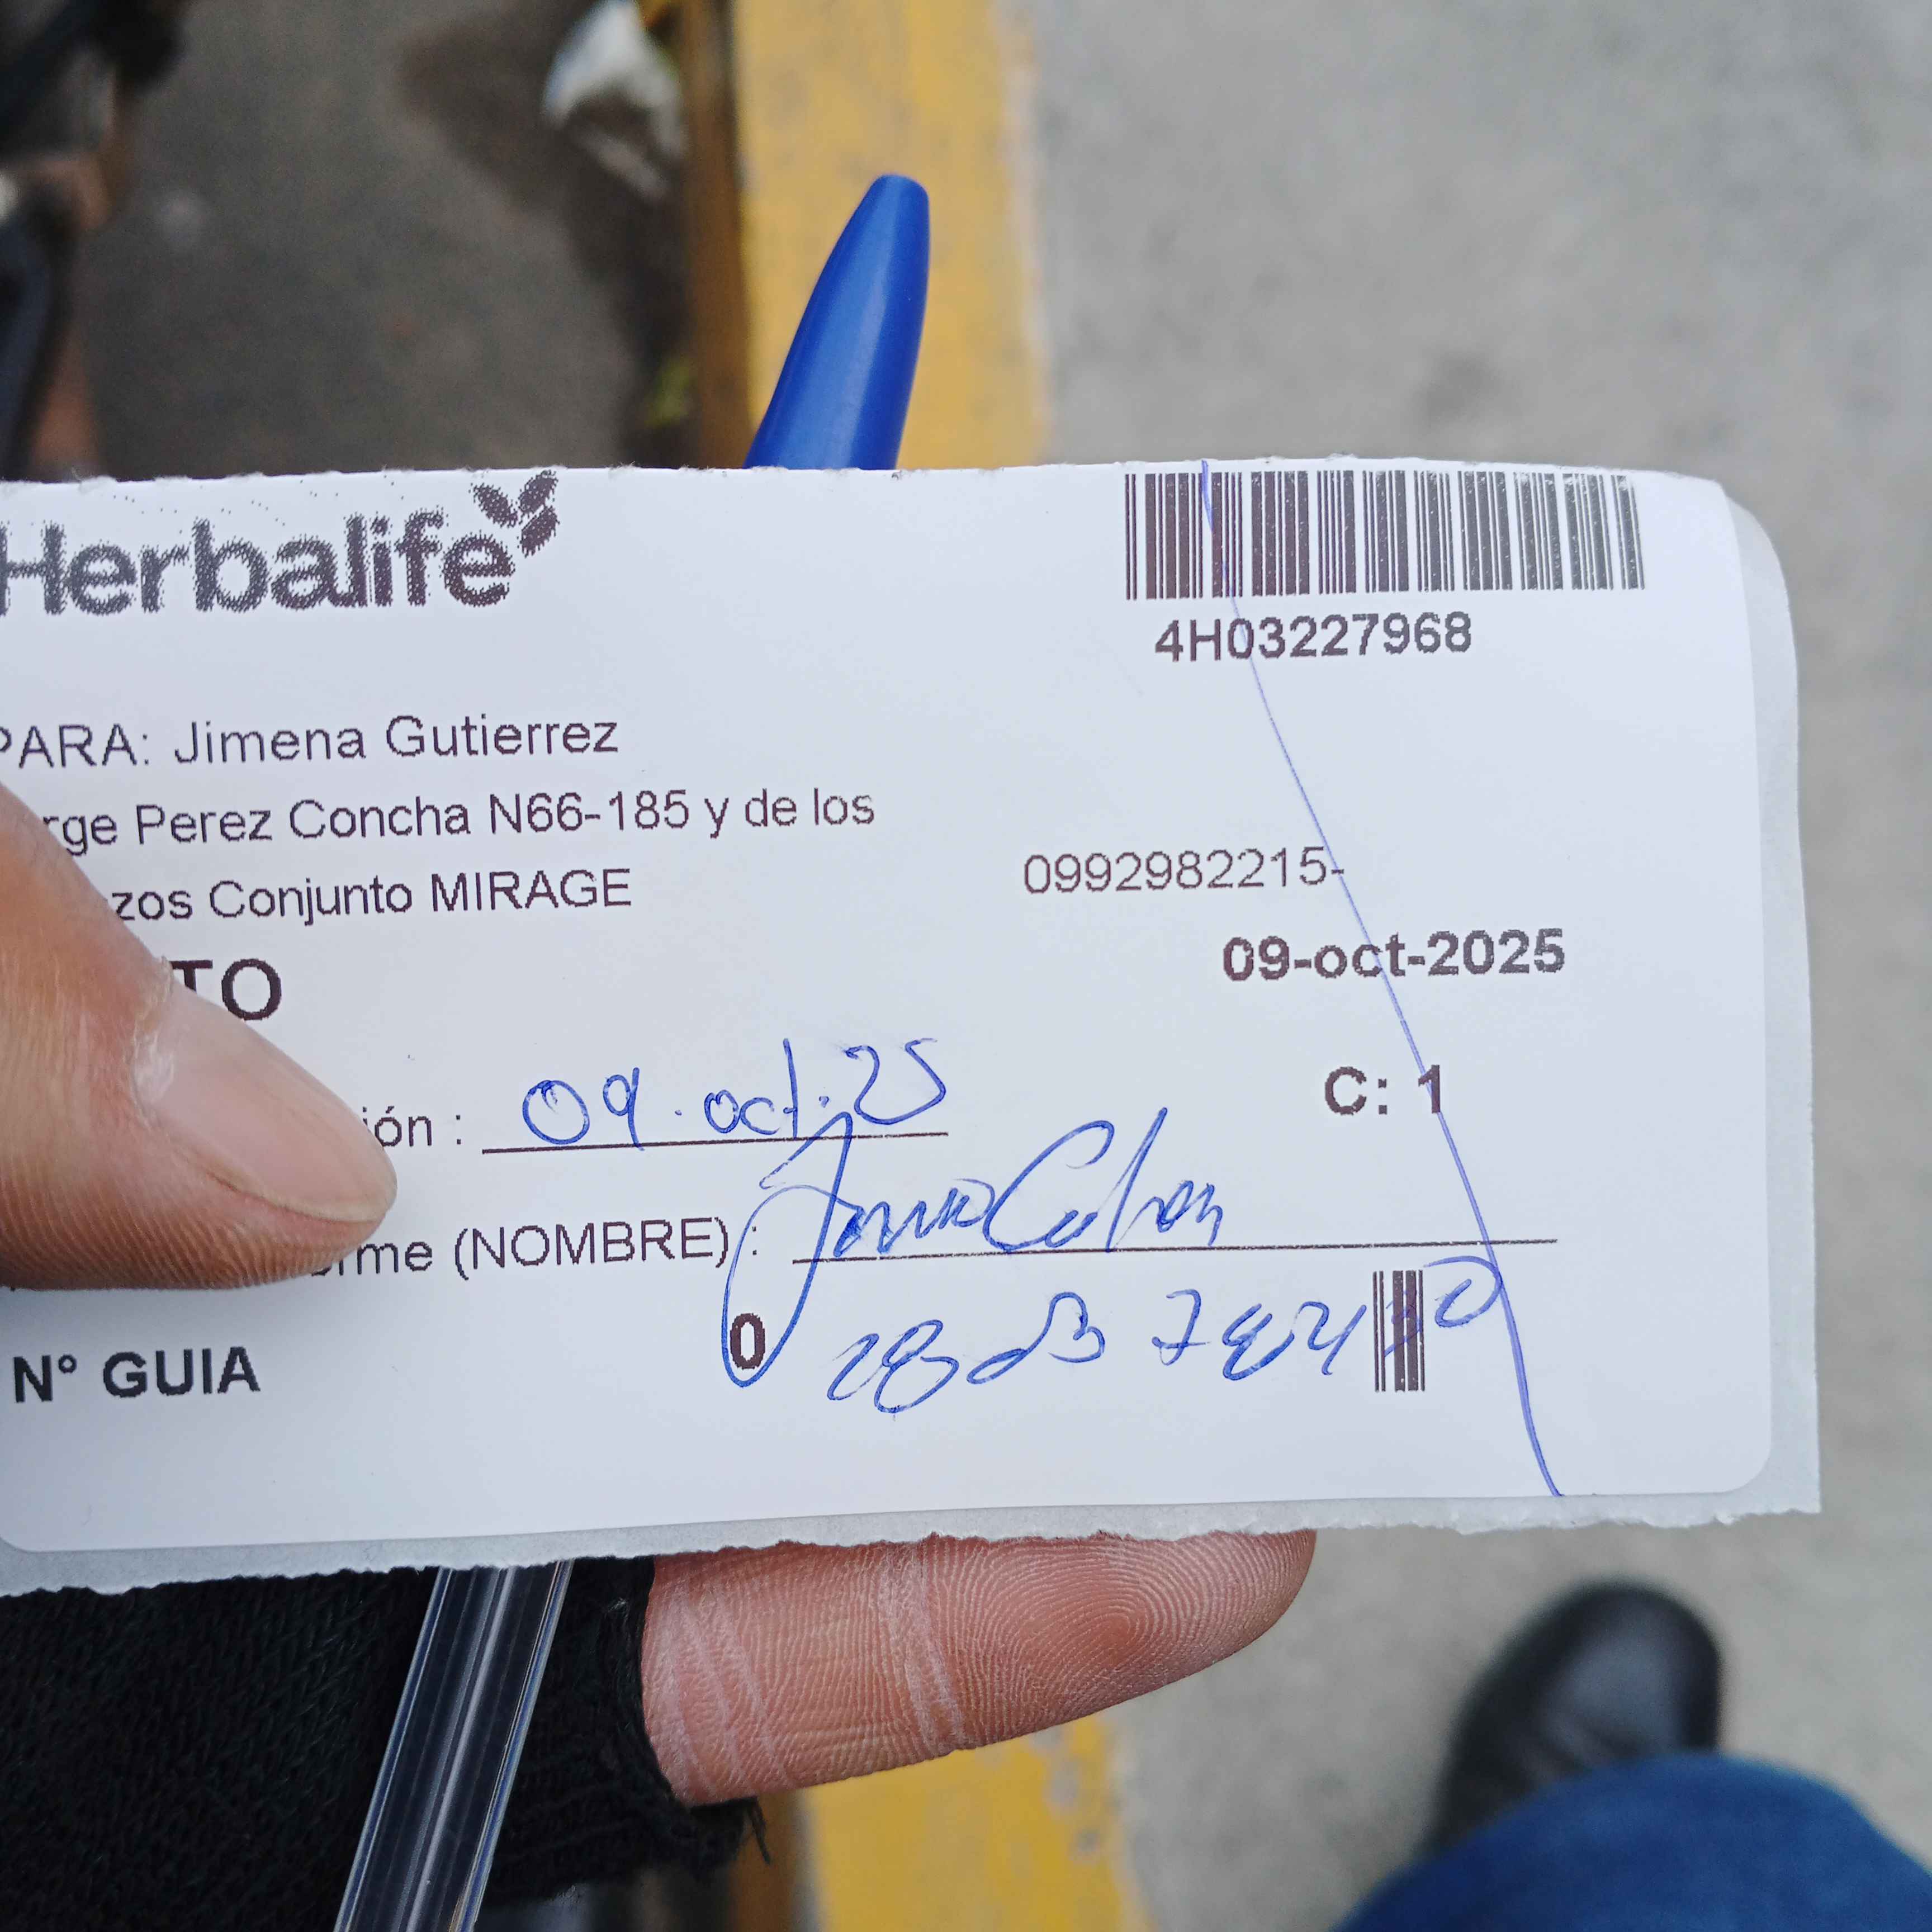 Herbalife
4H03227968
PARA: Jimena Gutierrez
rge Perez Concha N66-185 y de los
zos Conjunto MIRAGE
0992982215-
TO
09-oct-2025
ión : 09.oct.25
C: 1
rme (NOMBRE) :
0
N° GUIA